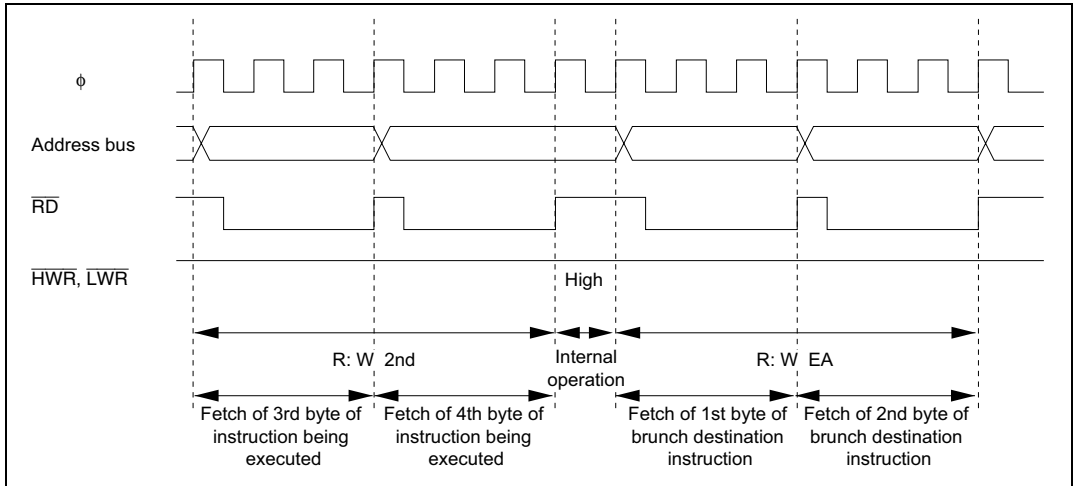 ϕ
Address bus
RD
HWR, LWR
High
R: W 2nd
Internal
operation
R: W EA
Fetch of 3rd byte of
instruction being
executed
Fetch of 4th byte of
instruction being
executed
Fetch of 1st byte of
brunch destination
instruction
Fetch of 2nd byte of
brunch destination
instruction